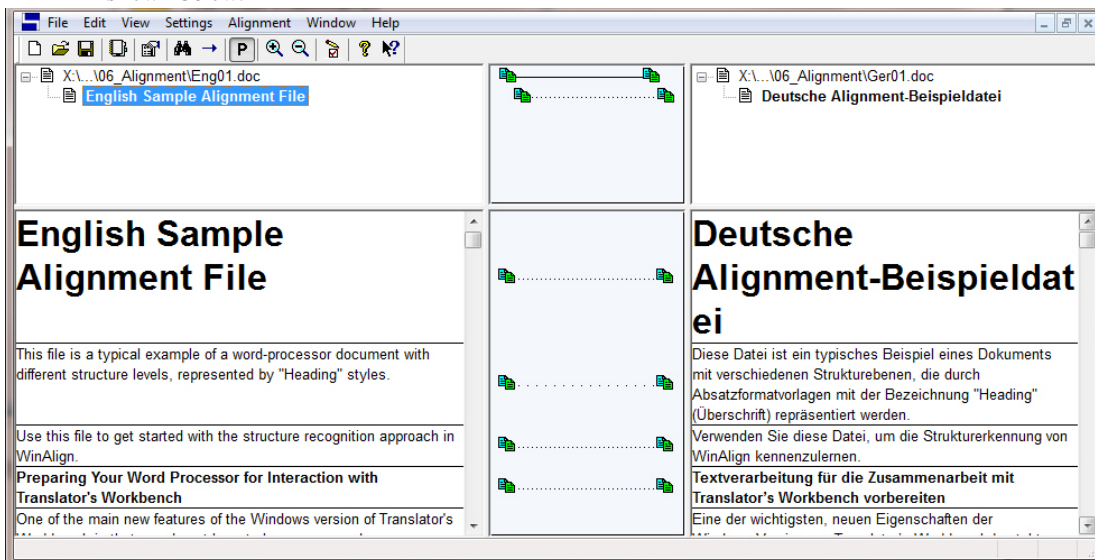 File Edit View Settings Alignment Window Help
P
X:\...\06_Alignment\Eng01.doc
English Sample Alignment File
X:\...\06_Alignment\Ger01.doc
Deutsche Alignment-Beispieldatei
English Sample
Alignment File
This file is a typical example of a word-processor document with
different structure levels, represented by "Heading" styles.
Use this file to get started with the structure recognition approach in
WinAlign.
Preparing Your Word Processor for Interaction with
Translator's Workbench
One of the main new features of the Windows version of Translator's
Deutsche
Alignment-Beispieldat
ei
Diese Datei ist ein typisches Beispiel eines Dokuments
mit verschiedenen Strukturebenen, die durch
Absatzformatvorlagen mit der Bezeichnung "Heading"
(Überschrift) repräsentiert werden.
Verwenden Sie diese Datei, um die Strukturerkennung von
WinAlign kennenzulernen.
Textverarbeitung für die Zusammenarbeit mit
Translator's Workbench vorbereiten
Eine der wichtigsten, neuen Eigenschaften der